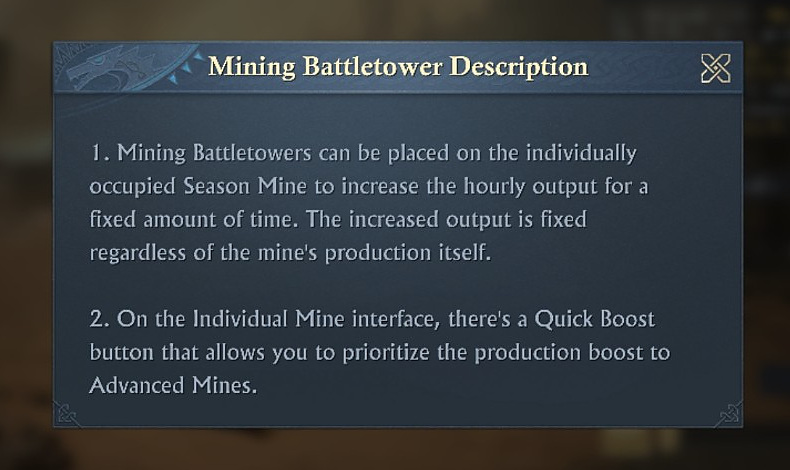 Mining Battletower Description
1. Mining Battletowers can be placed on the individually
occupied Season Mine to increase the hourly output for a
fixed amount of time. The increased output is fixed
regardless of the mine's production itself.
2. On the Individual Mine interface, there's a Quick Boost
button that allows you to prioritize the production boost to
Advanced Mines.